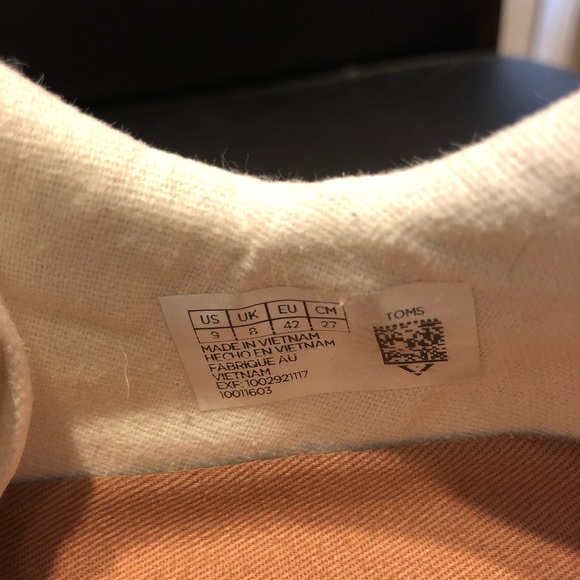 US UK EU CM
9 8 42 27
MADE IN VIETNAM
HECHO EN VIETNAM
FABRIQUE AU
VIETNAM
EXF: 1002921117
10011603
TOMS